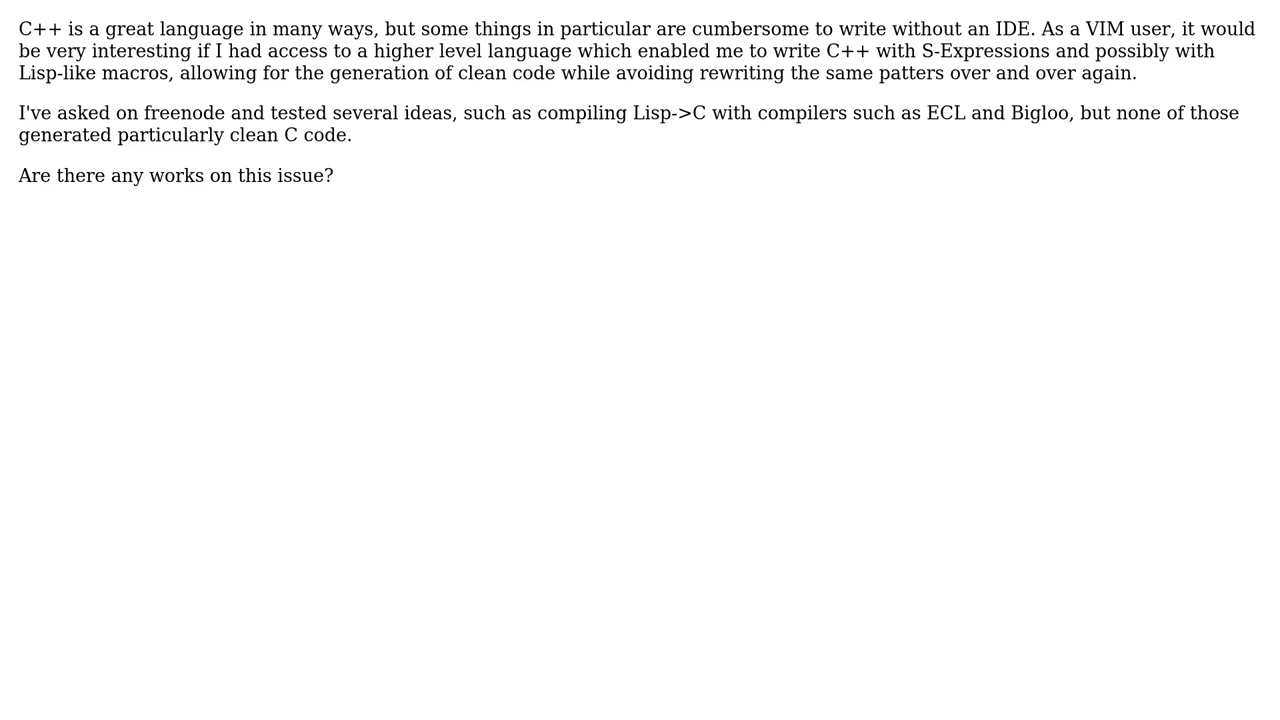 C++ is a great language in many ways, but some things in particular are cumbersome to write without an IDE. As a VIM user, it would
be very interesting if I had access to a higher level language which enabled me to write C++ with S-Expressions and possibly with
Lisp-like macros, allowing for the generation of clean code while avoiding rewriting the same patters over and over again.
I've asked on freenode and tested several ideas, such as compiling Lisp->C with compilers such as ECL and Bigloo, but none of those
generated particularly clean C code.
Are there any works on this issue?